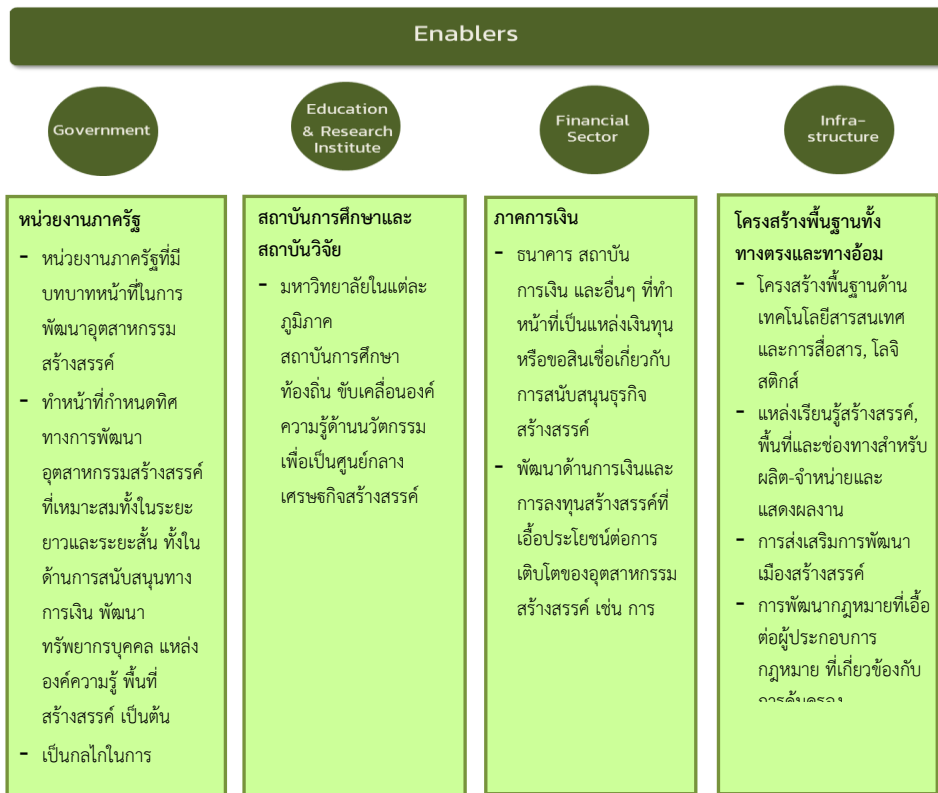 Enablers
Government
Education
& Research
Institute
Financial
Sector
Infra-
structure
หน่วยงานภาครัฐ
- หน่วยงานภาครัฐที่มี
บทบาทหน้าที่ในการ
พัฒนาอุตสาหกรรม
สร้างสรรค์
- ทำหน้าที่กำหนดทิศ
ทางการพัฒนา
อุตสาหกรรมสร้างสรรค์
ที่เหมาะสมทั้งในระยะ
ยาวและระยะสั้น ทั้งใน
ด้านการสนับสนุนทาง
การเงิน พัฒนา
ทรัพยากรบุคคล แหล่ง
องค์ความรู้ พื้นที่
สร้างสรรค์ เป็นต้น
- เป็นกลไกในการ
สถาบันการศึกษาและ
สถาบันวิจัย
- มหาวิทยาลัยในแต่ละ
ภูมิภาค
สถาบันการศึกษา
ท้องถิ่น ขับเคลื่อนองค์
ความรู้ด้านนวัตกรรม
เพื่อเป็นศูนย์กลาง
เศรษฐกิจสร้างสรรค์
ภาคการเงิน
- ธนาคาร สถาบัน
การเงิน และอื่นๆ ที่ทำ
หน้าที่เป็นแหล่งเงินทุน
หรือขอสินเชื่อเกี่ยวกับ
การสนับสนุนธุรกิจ
สร้างสรรค์
- พัฒนาด้านการเงินและ
การลงทุนสร้างสรรค์ที่
เอื้อประโยชน์ต่อการ
เติบโตของอุตสาหกรรม
สร้างสรรค์ เช่น การ
โครงสร้างพื้นฐานทั้ง
ทางตรงและทางอ้อม
- โครงสร้างพื้นฐานด้าน
เทคโนโลยีสารสนเทศ
และการสื่อสาร, โลจิ
สติกส์
- แหล่งเรียนรู้สร้างสรรค์,
พื้นที่และช่องทางสำหรับ
ผลิต-จำหน่ายและ
แสดงผลงาน
- การส่งเสริมการพัฒนา
เมืองสร้างสรรค์
- การพัฒนากฎหมายที่เอื้อ
ต่อผู้ประกอบการ
กฎหมาย ที่เกี่ยวข้องกับ
การคุ้มครอง